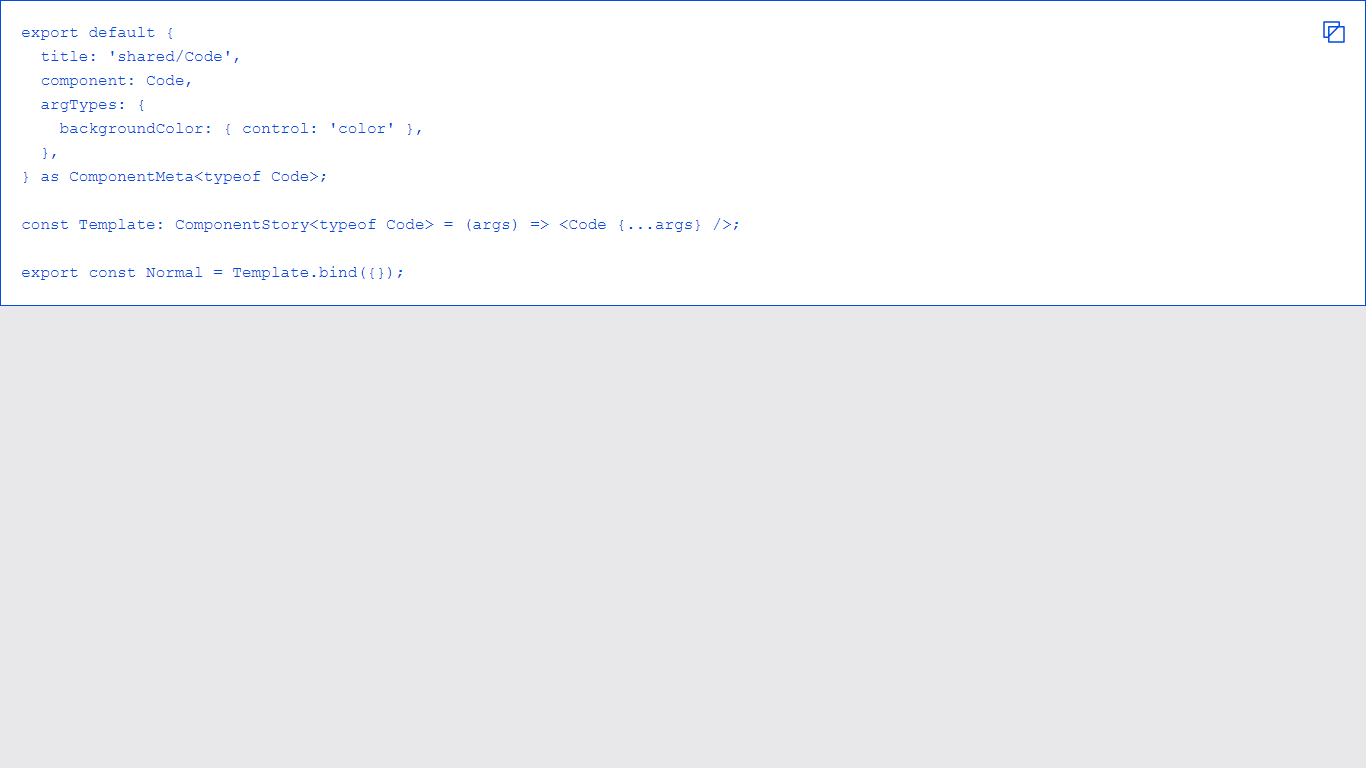 export default {
  title: 'shared/Code',
  component: Code,
  argTypes: {
    backgroundColor: { control: 'color' },
  },
} as ComponentMeta<typeof Code>;

const Template: ComponentStory<typeof Code> = (args) => <Code {...args} />;

export const Normal = Template.bind({});